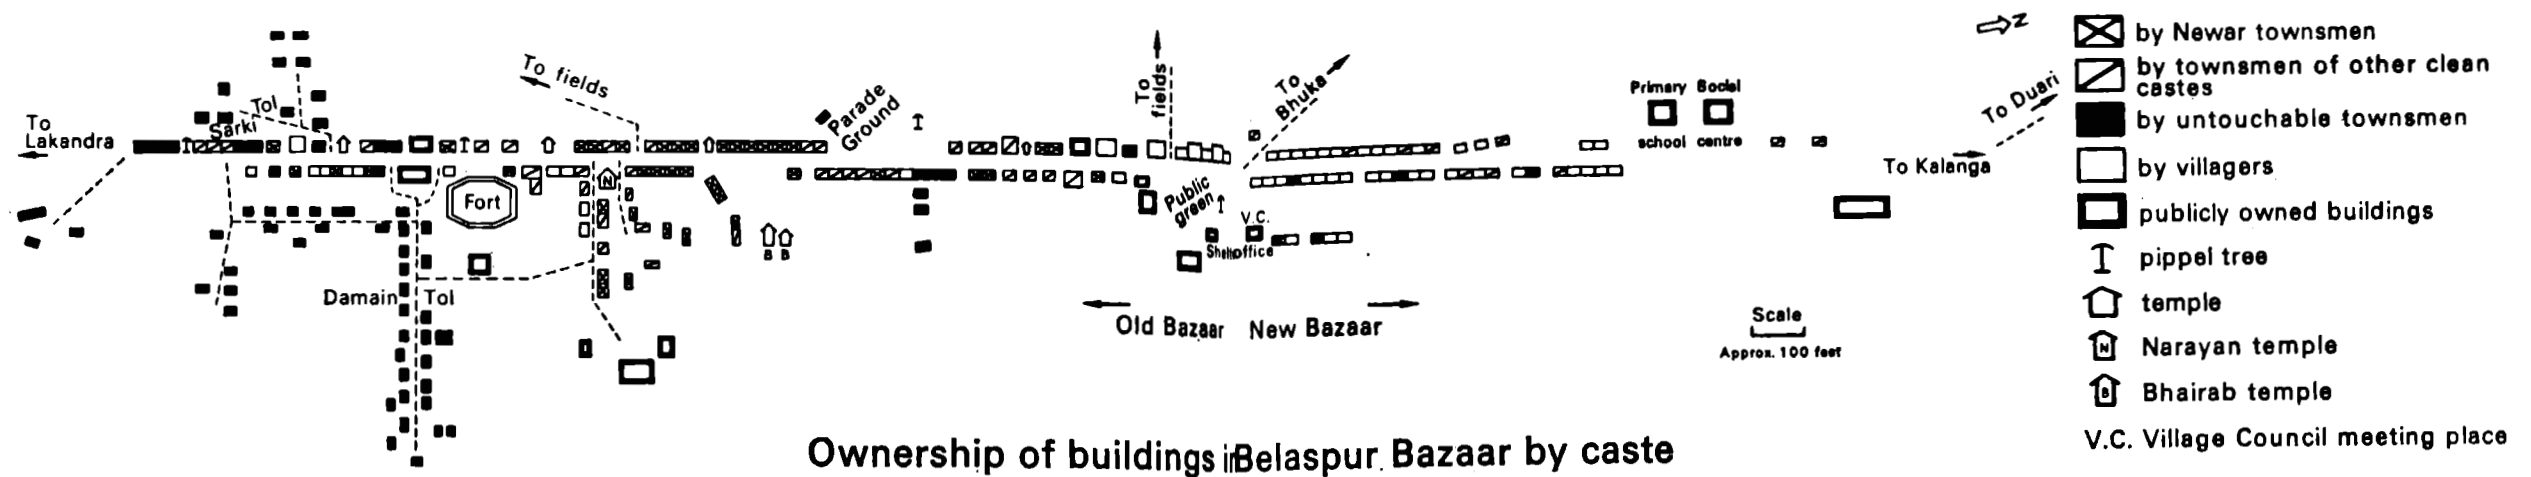 To
Lakandra
Sarki
Tol
To fields
Fort
Damain Tol
N
B B
Parade
Ground
To
fields
To
Bhuka
Public
green
V.C.
office
Old Bazaar
New Bazaar
Primary
school
Social
centre
N
To Duari
To Kalanga
Scale
Approx. 100 feet
by Newar townsmen
by townsmen of other clean
castes
by untouchable townsmen
by villagers
publicly owned buildings
pippel tree
temple
N Narayan temple
B Bhairab temple
V.C. Village Council meeting place
Ownership of buildings in Belaspur Bazaar by caste